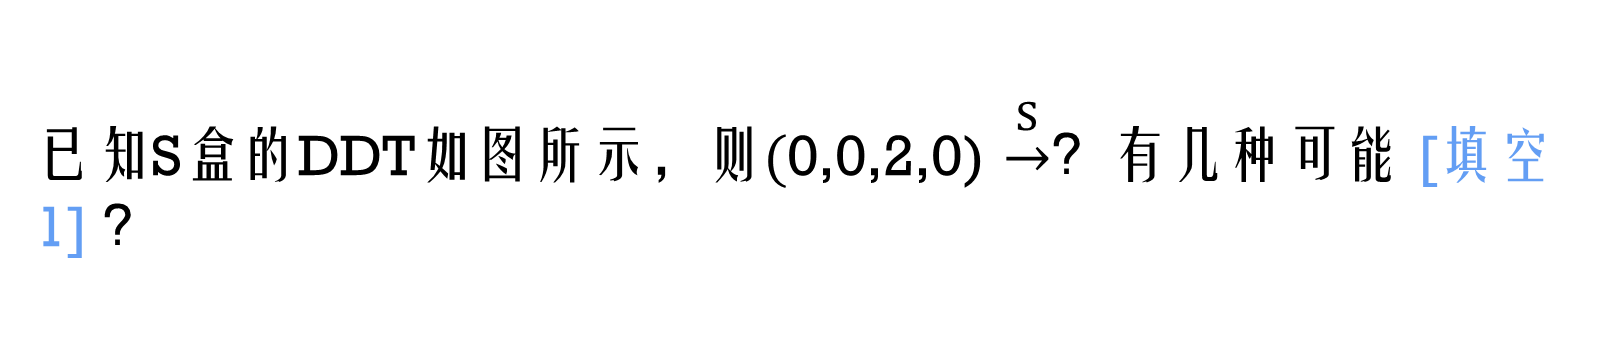 已知S盒的DDT如图所示，则(0,0,2,0) S→? 有几种可能 [填空
1] ?